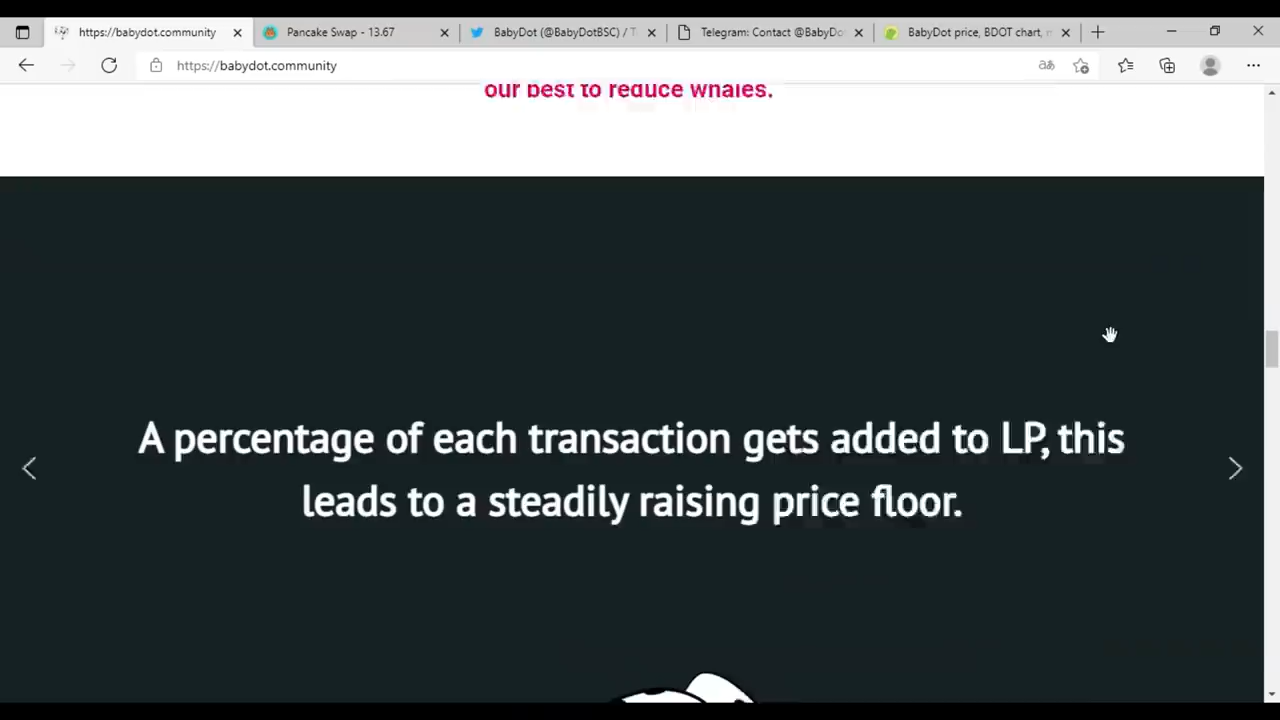 https://babydot.community
Pancake Swap - 13.67
BabyDot (@BabyDotBSC) / T
Telegram: Contact @BabyDo
BabyDot price, BDOT chart,
https://babydot.community
our best to reduce whales.
A percentage of each transaction gets added to LP, this
leads to a steadily raising price floor.